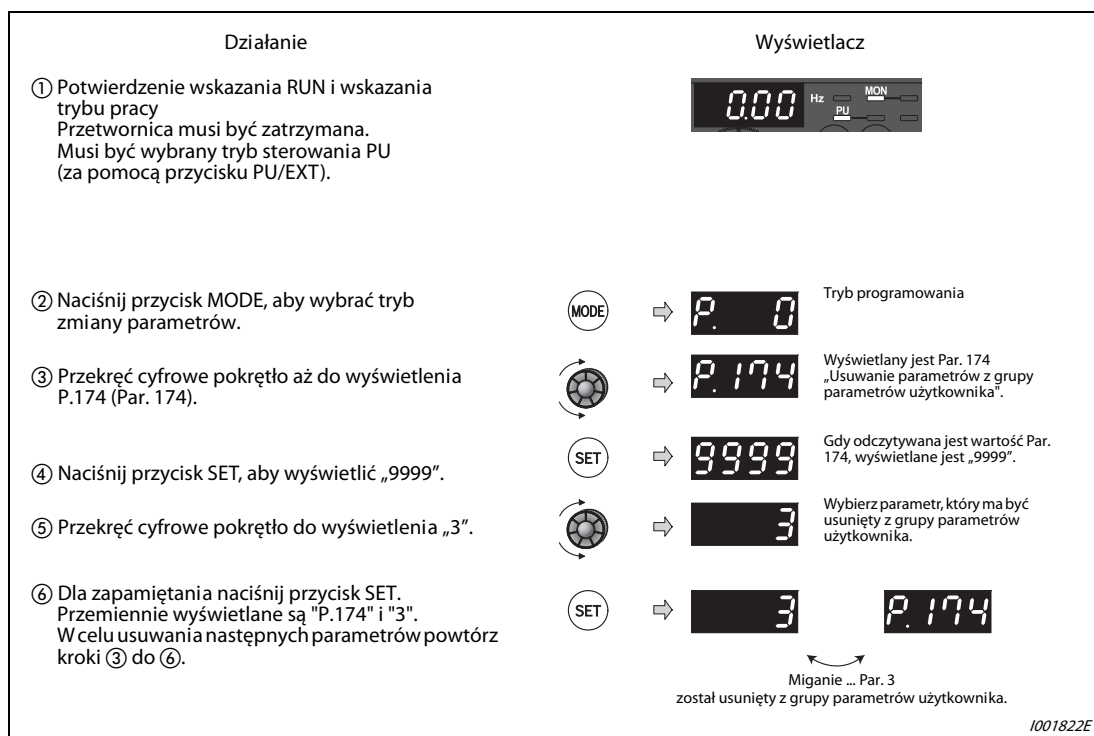 Działanie
Wyświetlacz
① Potwierdzenie wskazania RUN i wskazania
trybu pracy
Przetwornica musi być zatrzymana.
Musi być wybrany tryb sterowania PU
(za pomocą przycisku PU/EXT).
0.00 Hz MON
PU
② Naciśnij przycisk MODE, aby wybrać tryb
zmiany parametrów.
MODE
P. 0
Tryb programowania
③ Przekręć cyfrowe pokrętło aż do wyświetlenia
P.174 (Par. 174).
P.174
Wyświetlany jest Par. 174
„Usuwanie parametrów z grupy
parametrów użytkownika".
④ Naciśnij przycisk SET, aby wyświetlić „9999”.
SET
9999
Gdy odczytywana jest wartość Par.
174, wyświetlane jest „9999”.
⑤ Przekręć cyfrowe pokrętło do wyświetlenia „3”.
3
Wybierz parametr, który ma być
usunięty z grupy parametrów
użytkownika.
⑥ Dla zapamiętania naciśnij przycisk SET.
Przemiennie wyświetlane są "P.174" i "3".
W celu usuwania następnych parametrów powtórz
kroki ③ do ⑥.
SET
3
P.174
Miganie ... Par. 3
został usunięty z grupy parametrów użytkownika.
I001822E